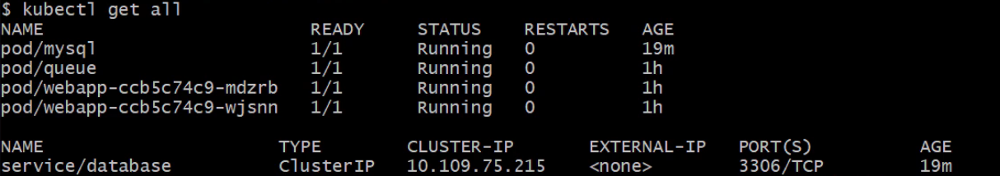 $ kubectl get all
NAME READY STATUS RESTARTS AGE
pod/mysql 1/1 Running 0 19m
pod/queue 1/1 Running 0 1h
pod/webapp-ccb5c74c9-mdzrb 1/1 Running 0 1h
pod/webapp-ccb5c74c9-wjsnn 1/1 Running 0 1h
NAME TYPE CLUSTER-IP EXTERNAL-IP PORT(S) AGE
service/database ClusterIP 10.109.75.215 <none> 3306/TCP 19m